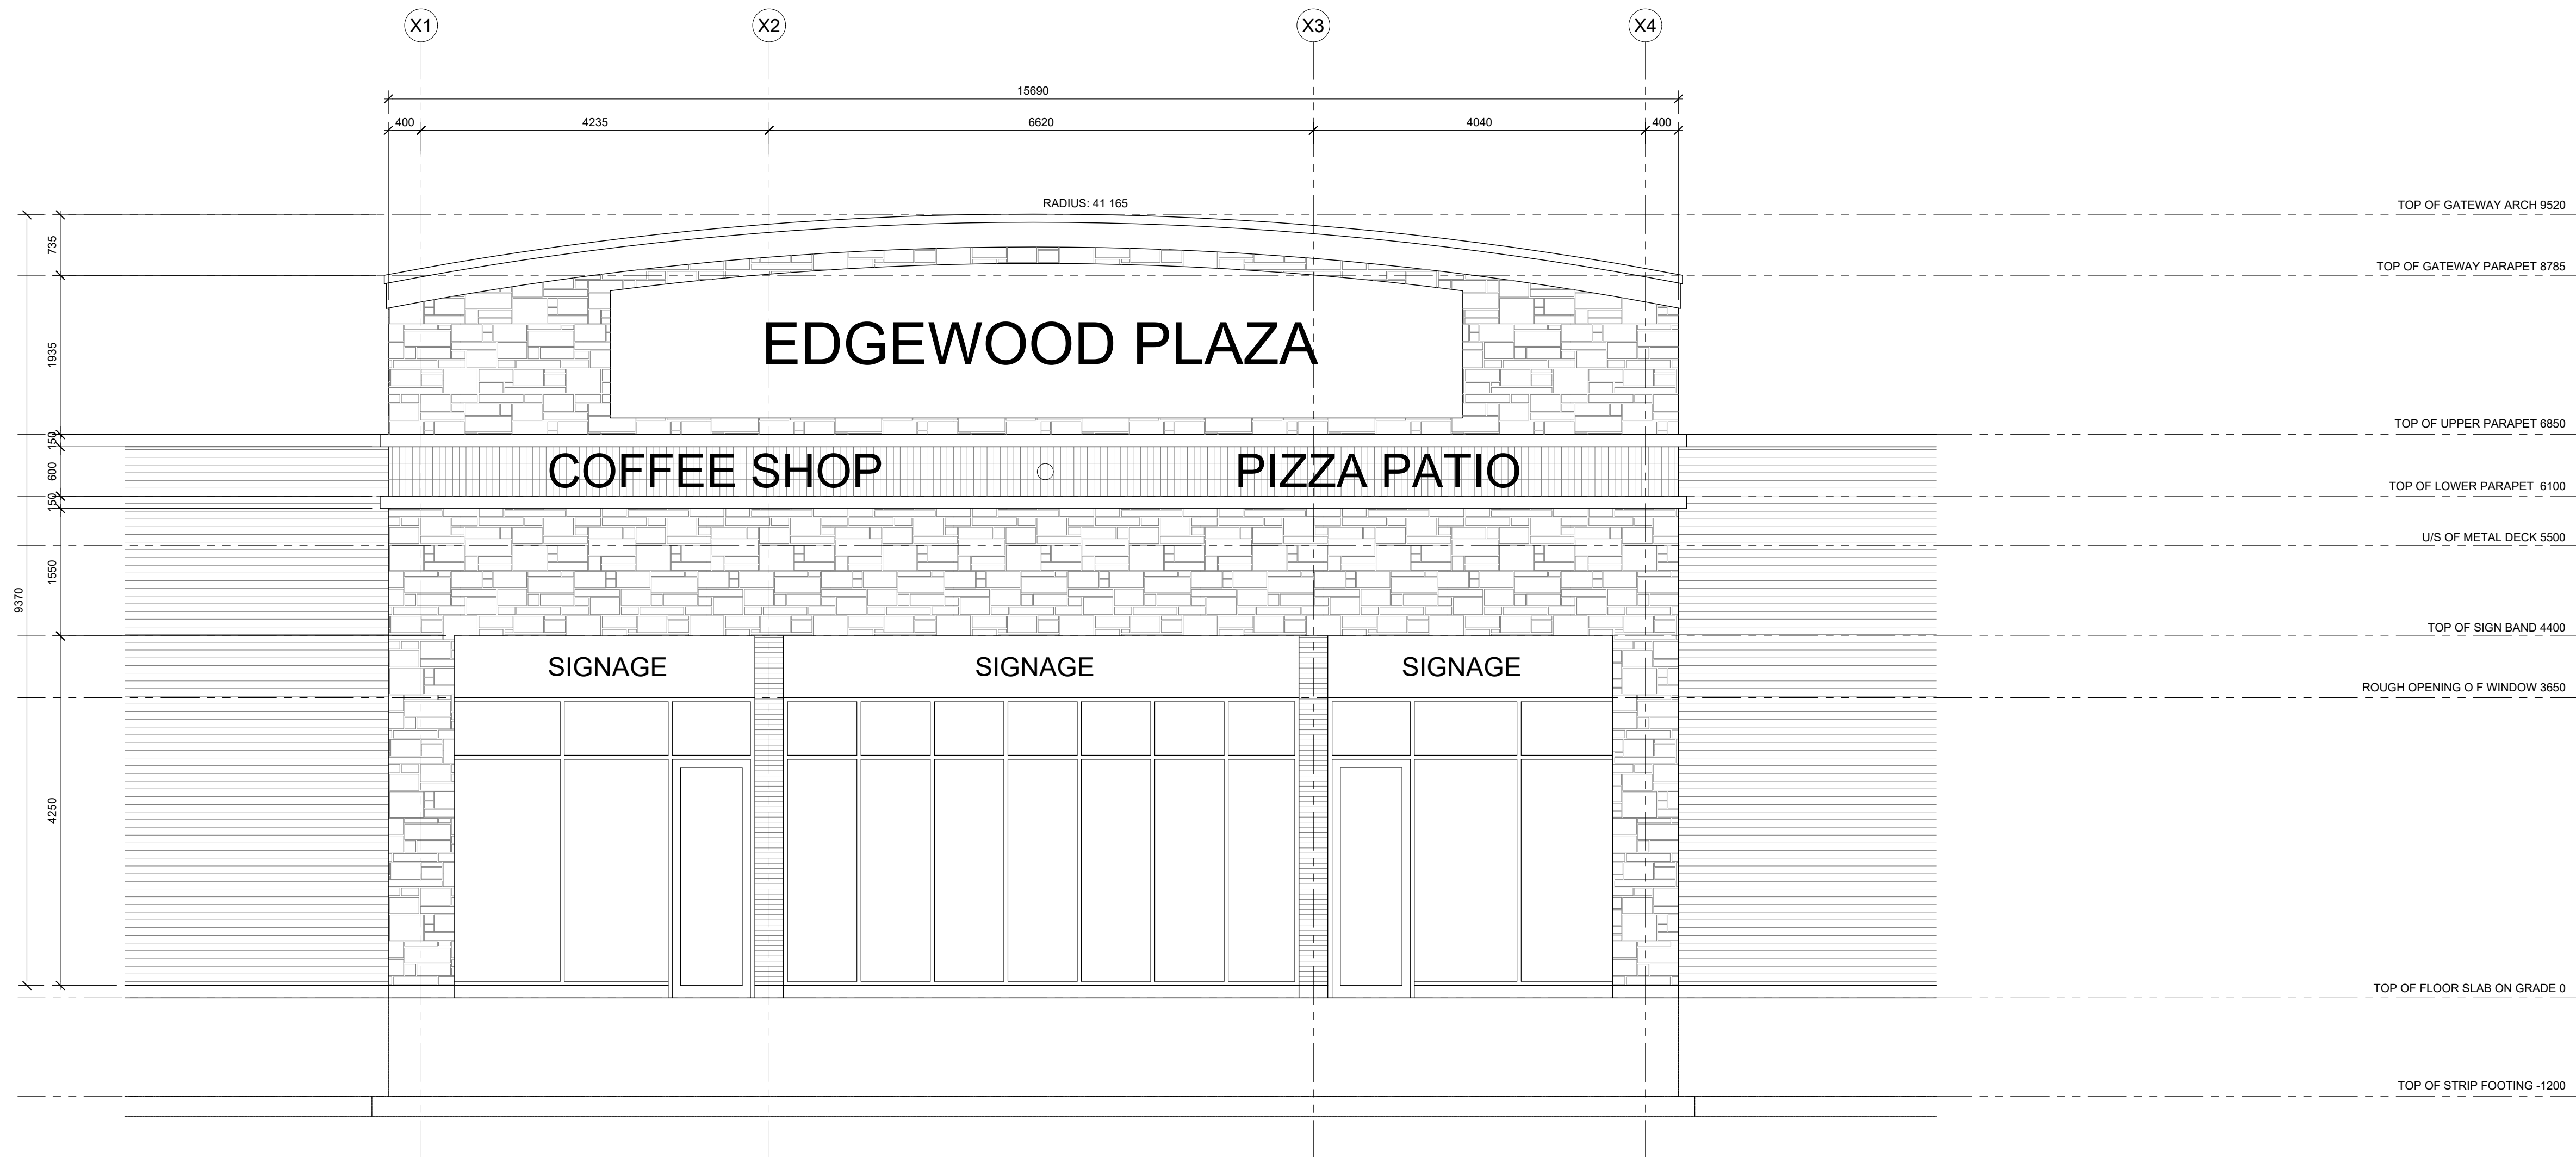 X1 X2 X3 X4
15690
400 4235 6620 4040 400
RADIUS: 41 165
TOP OF GATEWAY ARCH 9520
735
TOP OF GATEWAY PARAPET 8785
EDGEWOOD PLAZA
1935
TOP OF UPPER PARAPET 6850
150
COFFEE SHOP PIZZA PATIO
600
TOP OF LOWER PARAPET 6100
150
U/S OF METAL DECK 5500
1550
9370
TOP OF SIGN BAND 4400
SIGNAGE SIGNAGE SIGNAGE
ROUGH OPENING O F WINDOW 3650
4250
TOP OF FLOOR SLAB ON GRADE 0
TOP OF STRIP FOOTING -1200